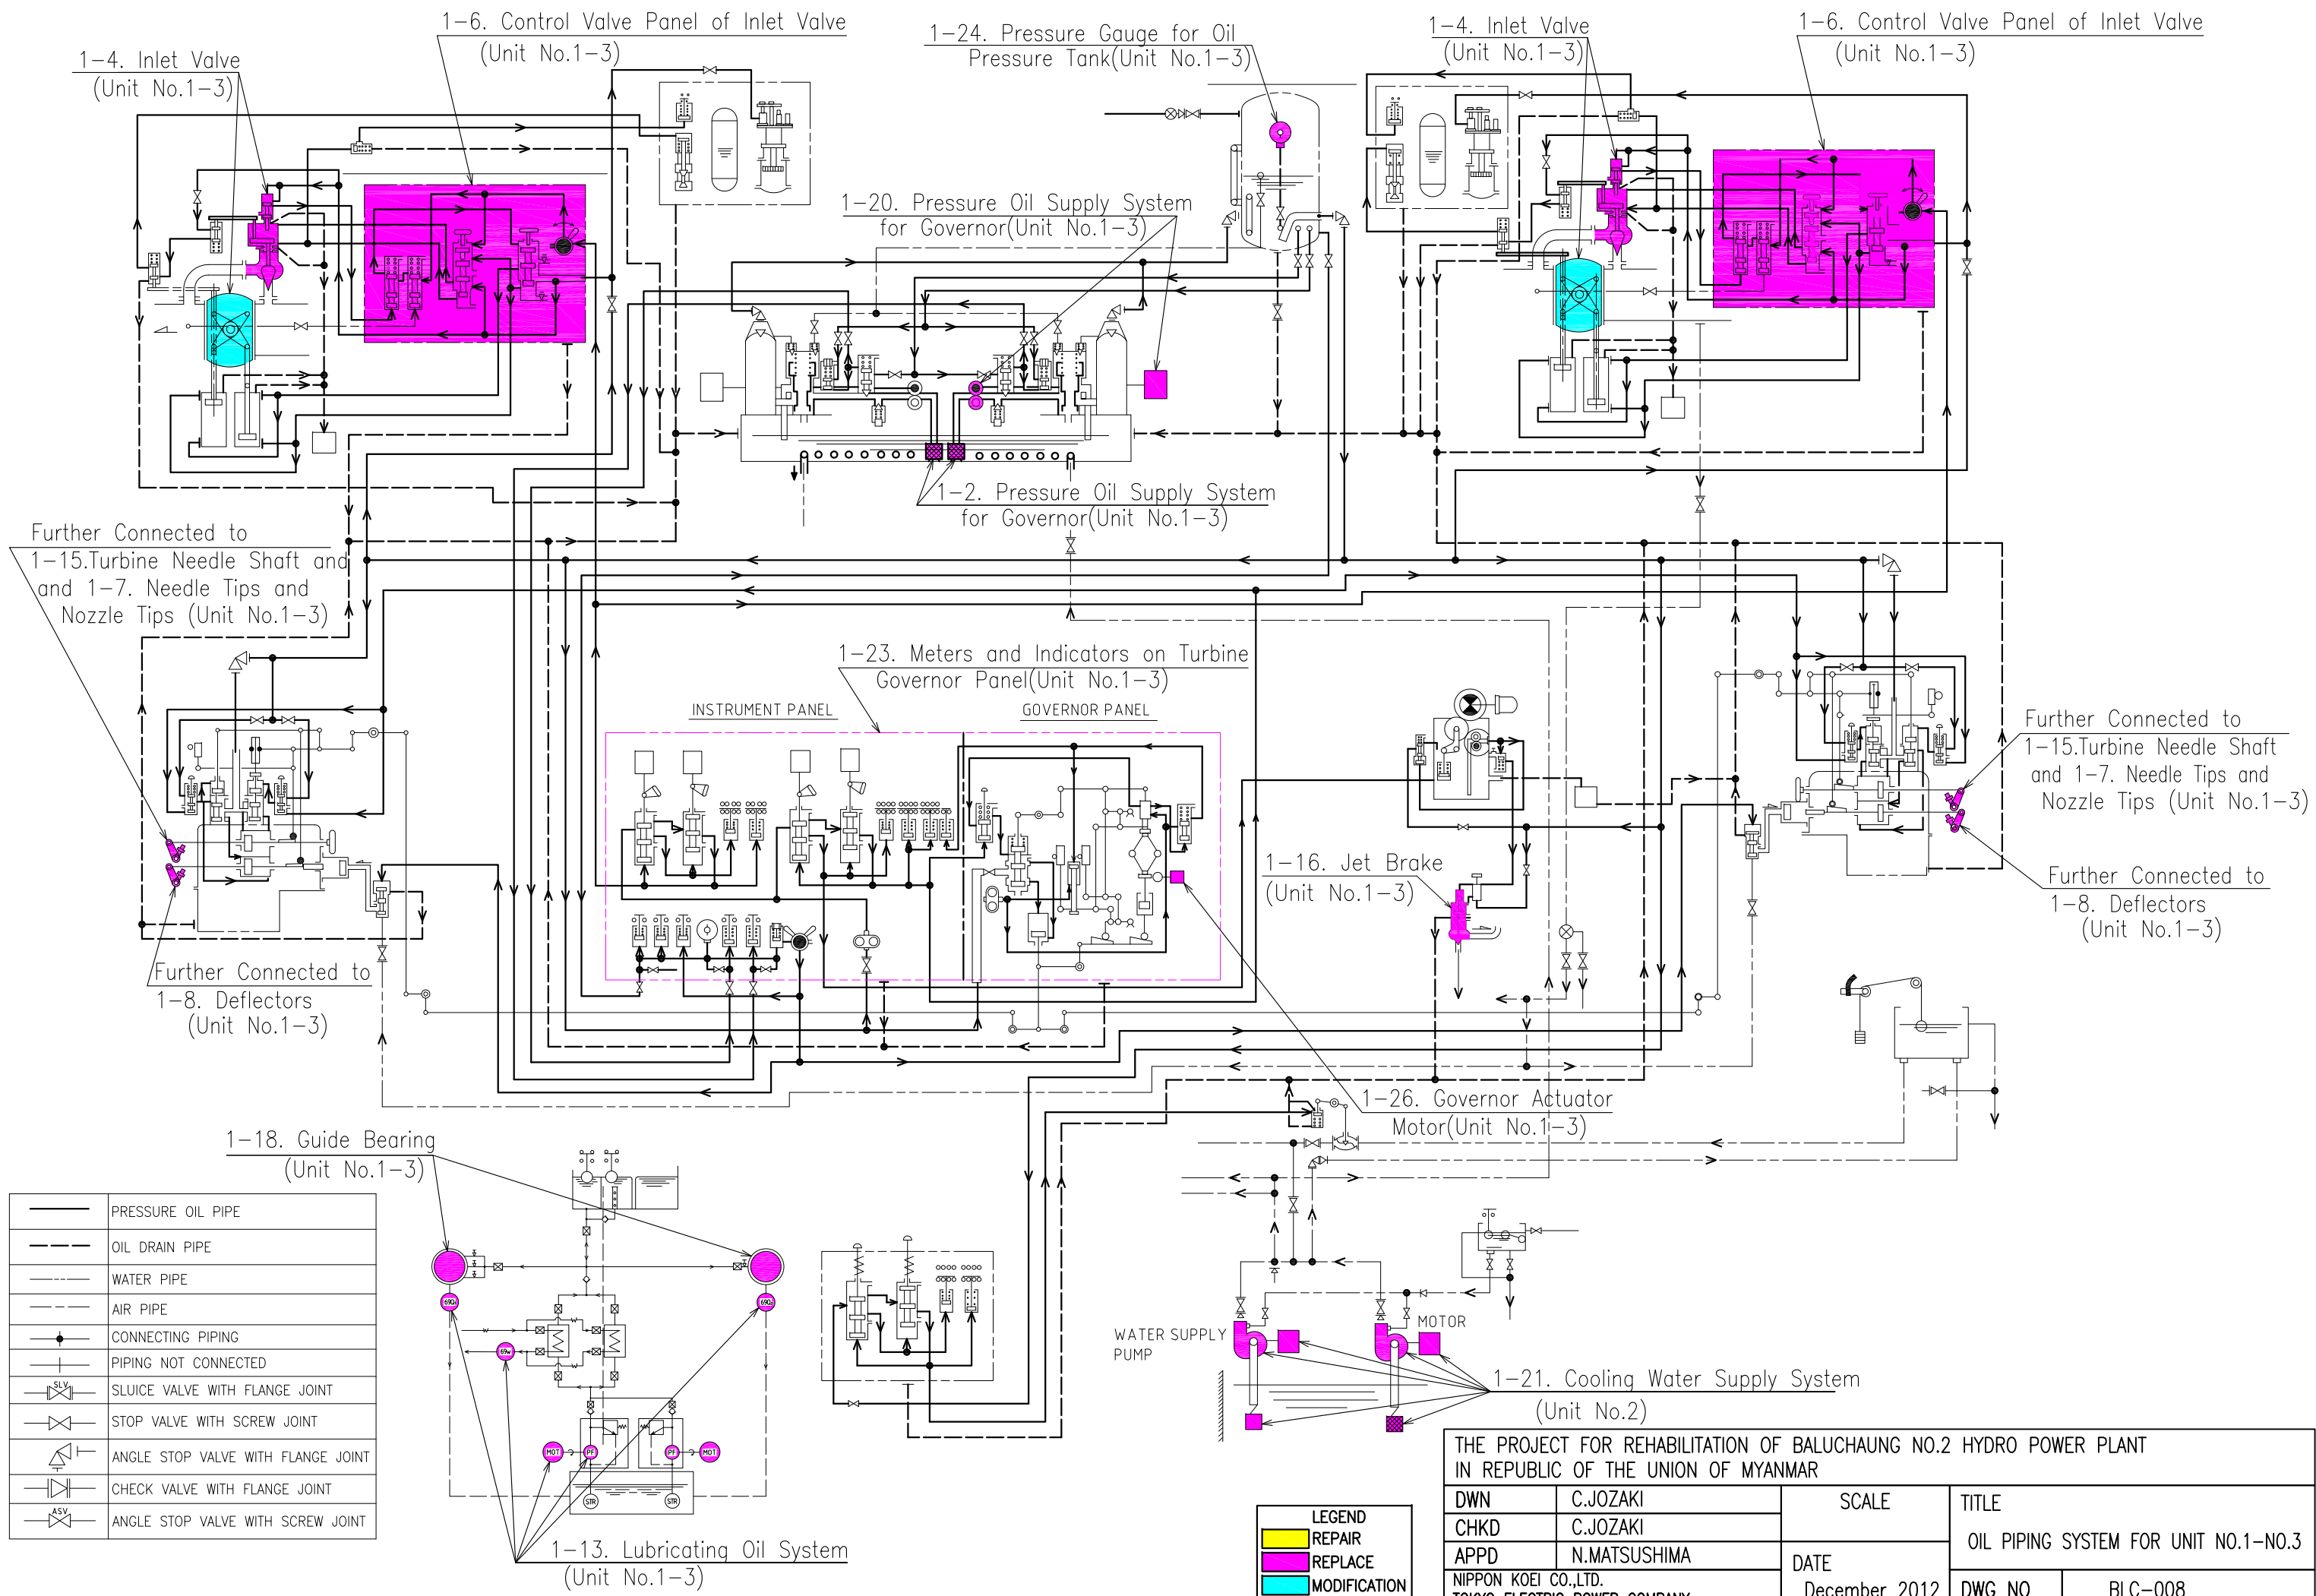 1-6. Control Valve Panel of Inlet Valve
(Unit No.1-3)
1-4. Inlet Valve
(Unit No.1-3)
1-24. Pressure Gauge for Oil
Pressure Tank(Unit No.1-3)
1-4. Inlet Valve
(Unit No.1-3)
1-6. Control Valve Panel of Inlet Valve
(Unit No.1-3)
1-20. Pressure Oil Supply System
for Governor(Unit No.1-3)
1-2. Pressure Oil Supply System
for Governor(Unit No.1-3)
Further Connected to
1-15.Turbine Needle Shaft and
and 1-7. Needle Tips and
Nozzle Tips (Unit No.1-3)
1-23. Meters and Indicators on Turbine
Governor Panel(Unit No.1-3)
INSTRUMENT PANEL
GOVERNOR PANEL
Further Connected to
1-15.Turbine Needle Shaft
and 1-7. Needle Tips and
Nozzle Tips (Unit No.1-3)
1-16. Jet Brake
(Unit No.1-3)
Further Connected to
1-8. Deflectors
(Unit No.1-3)
Further Connected to
1-8. Deflectors
(Unit No.1-3)
1-26. Governor Actuator
Motor(Unit No.1-3)
1-18. Guide Bearing
(Unit No.1-3)
PRESSURE OIL PIPE
OIL DRAIN PIPE
WATER PIPE
AIR PIPE
CONNECTING PIPING
PIPING NOT CONNECTED
SLV
SLUICE VALVE WITH FLANGE JOINT
STOP VALVE WITH SCREW JOINT
ANGLE STOP VALVE WITH FLANGE JOINT
CHECK VALVE WITH FLANGE JOINT
ASV
ANGLE STOP VALVE WITH SCREW JOINT
W
W
69W
W
W
MOT
PF
PF
MOT
STR
STR
1-13. Lubricating Oil System
(Unit No.1-3)
WATER SUPPLY
PUMP
MOTOR
1-21. Cooling Water Supply System
(Unit No.2)
LEGEND
REPAIR
REPLACE
MODIFICATION
THE PROJECT FOR REHABILITATION OF BALUCHAUNG NO.2 HYDRO POWER PLANT
IN REPUBLIC OF THE UNION OF MYANMAR
DWN C.JOZAKI
CHKD C.JOZAKI
APPD N.MATSUSHIMA
NIPPON KOEI CO.,LTD.
TOKYO ELECTRIC POWER COMPANY
SCALE
DATE
December 2012
TITLE
OIL PIPING SYSTEM FOR UNIT NO.1-NO.3
DWG NO BLC-008